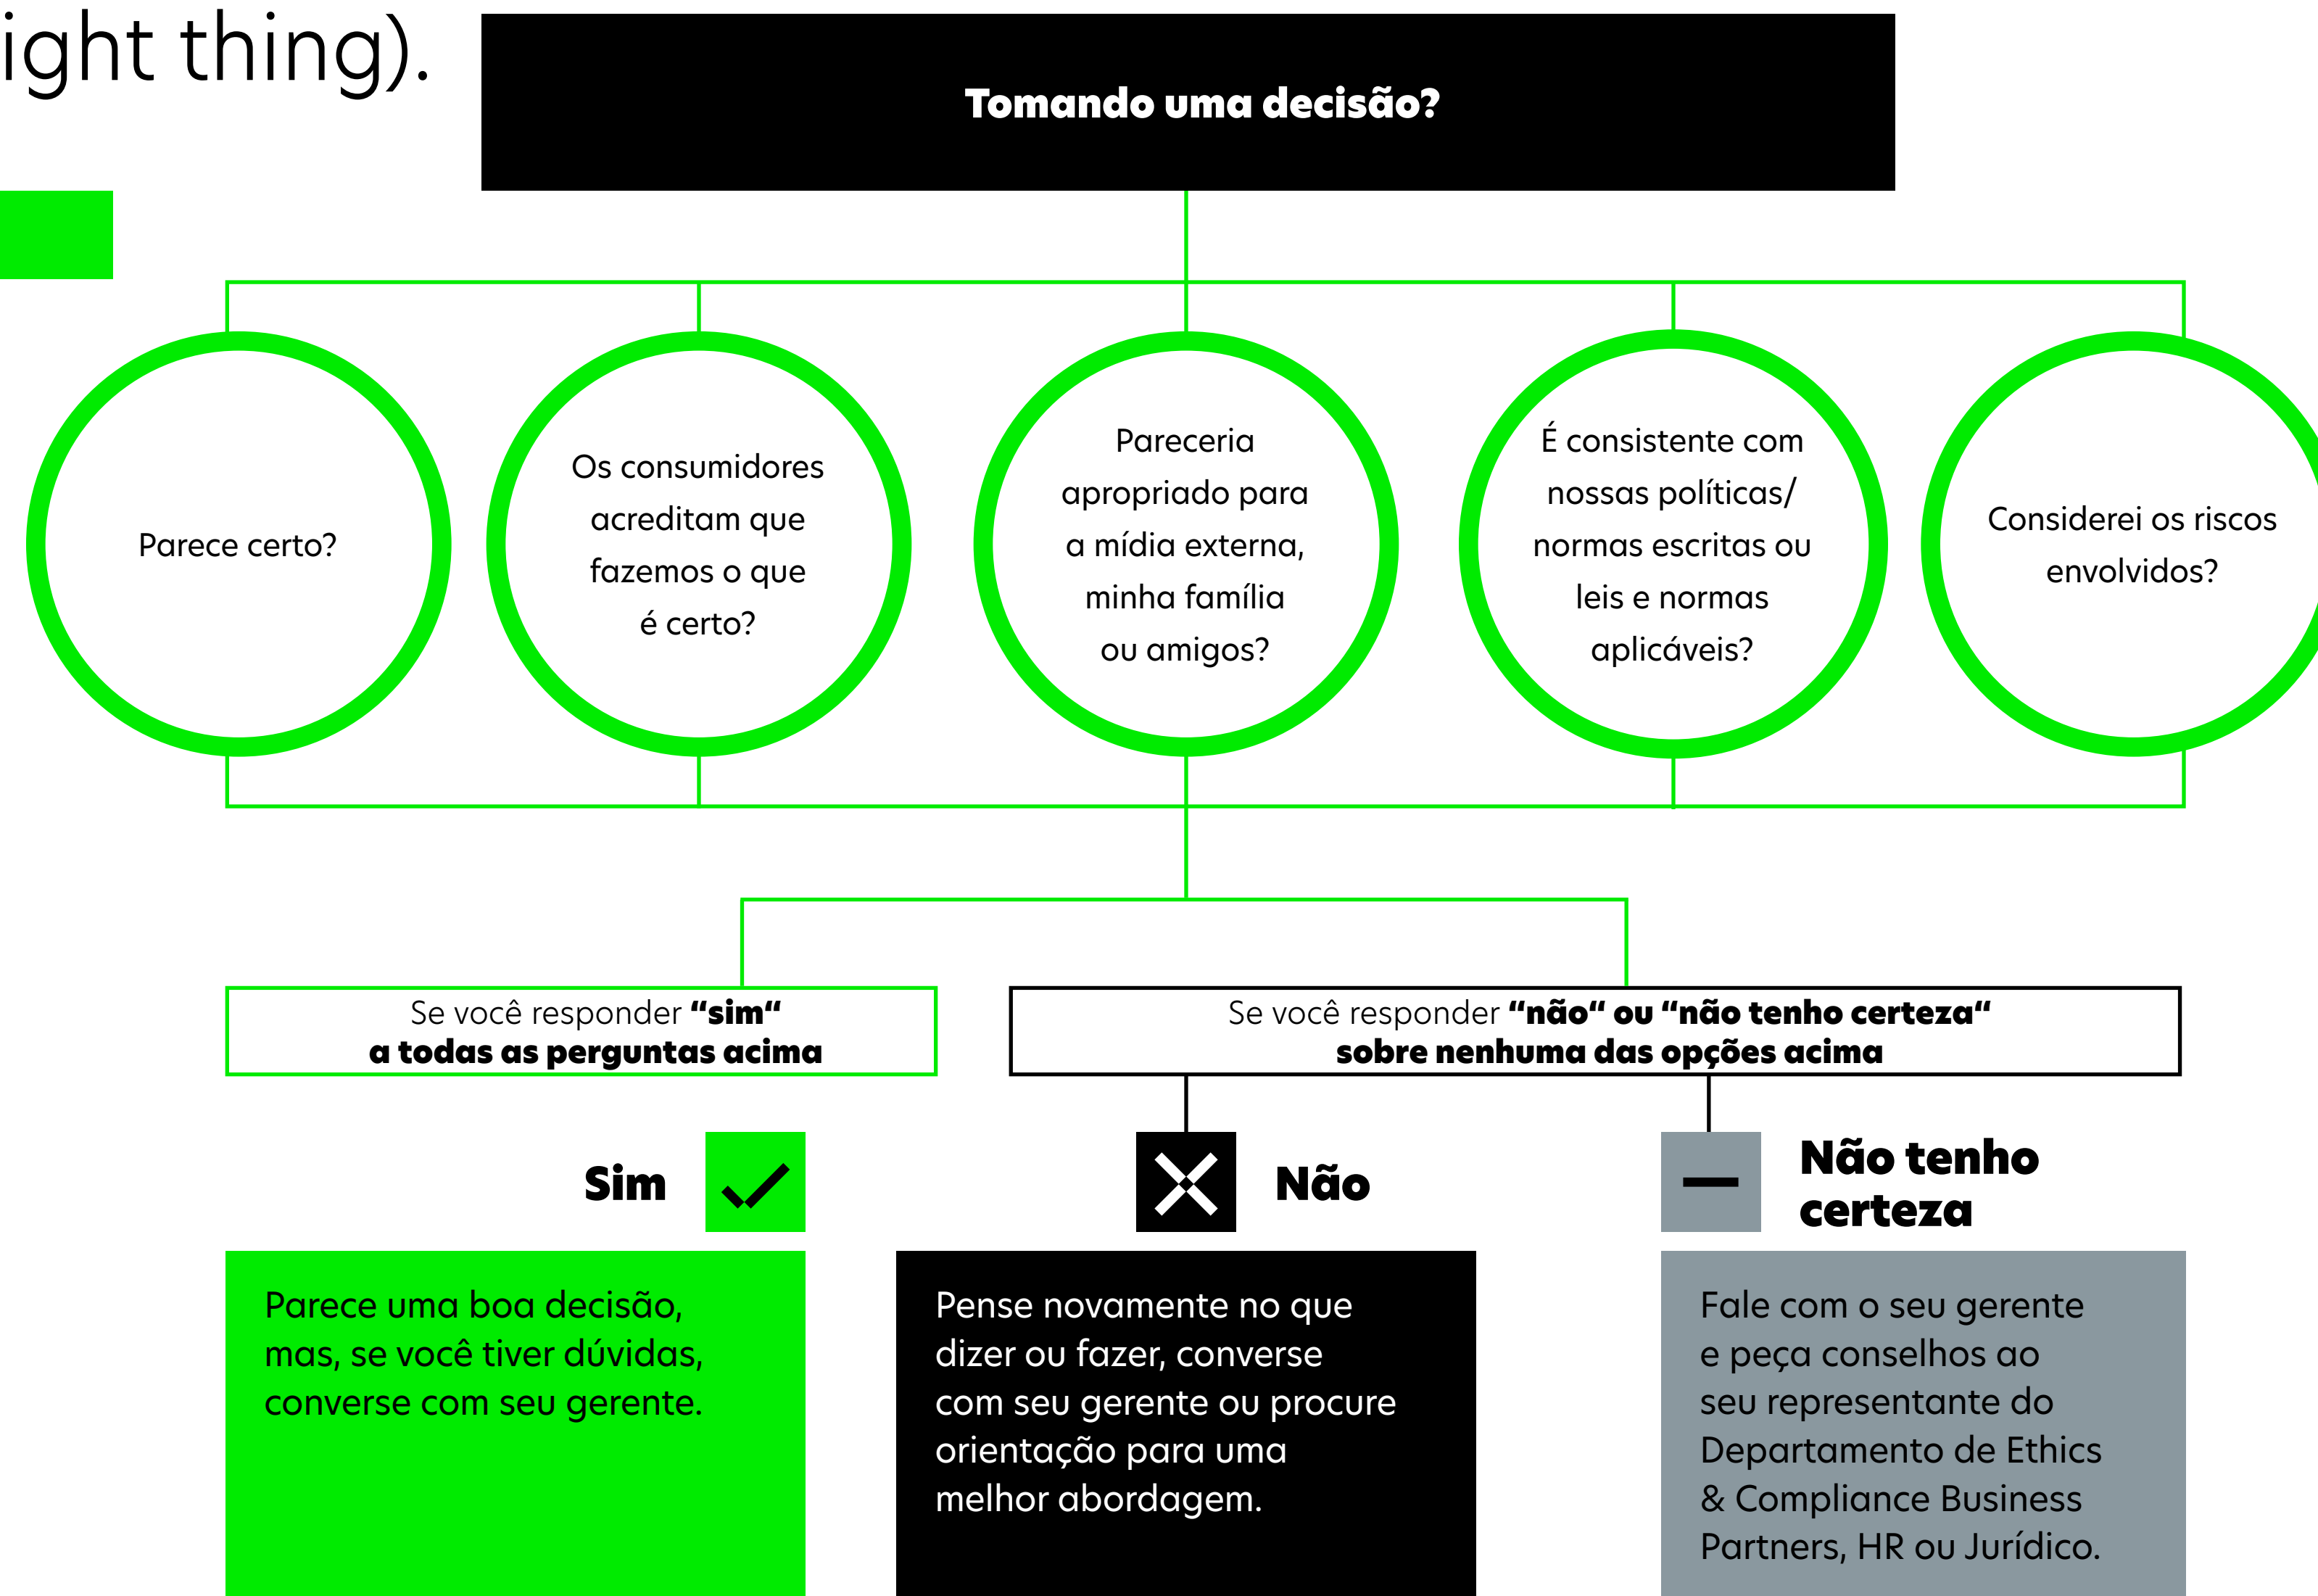 ight thing).
Tomando uma decisão?
Parece certo?
Os consumidores
acreditam que
fazemos o que
é certo?
Pareceria
apropriado para
a mídia externa,
minha família
ou amigos?
É consistente com
nossas políticas/
normas escritas ou
leis e normas
aplicáveis?
Considerei os riscos
envolvidos?
Se você responder “sim“
a todas as perguntas acima
Se você responder “não“ ou “não tenho certeza“
sobre nenhuma das opções acima
Sim
Não
Não tenho
certeza
Parece uma boa decisão,
mas, se você tiver dúvidas,
converse com seu gerente.
Pense novamente no que
dizer ou fazer, converse
com seu gerente ou procure
orientação para uma
melhor abordagem.
Fale com o seu gerente
e peça conselhos ao
seu representante do
Departamento de Ethics
& Compliance Business
Partners, HR ou Jurídico.